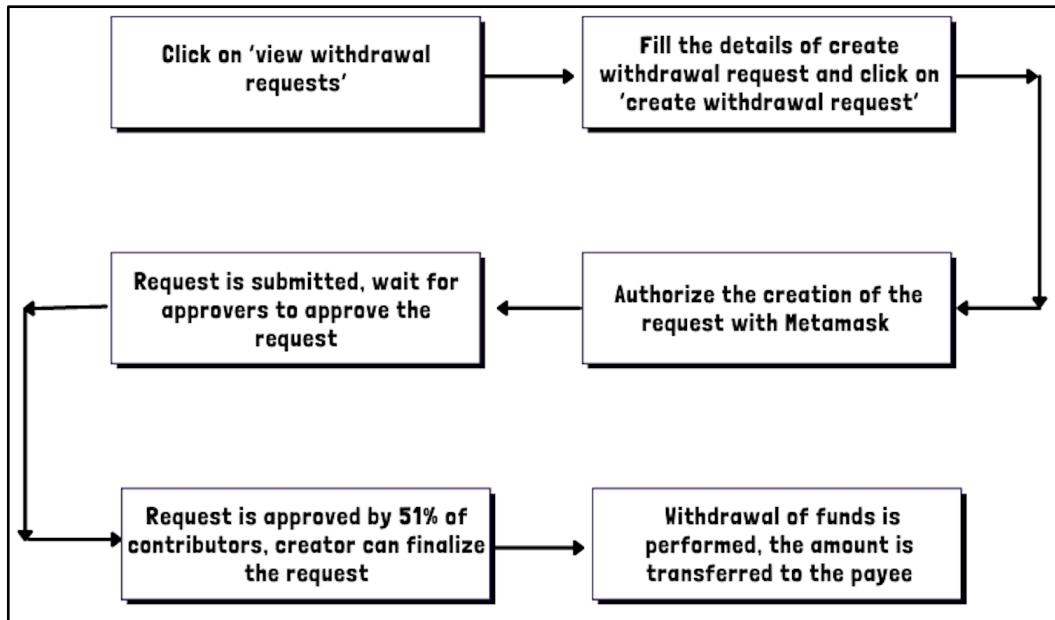 Click on ‘view withdrawal
requests’
Fill the details of create
withdrawal request and click on
‘create withdrawal request’
Request is submitted, wait for
approvers to approve the
request
Authorize the creation of the
request with Metamask
Request is approved by 51% of
contributors, creator can finalize
the request
Withdrawal of funds is
performed, the amount is
transferred to the payee